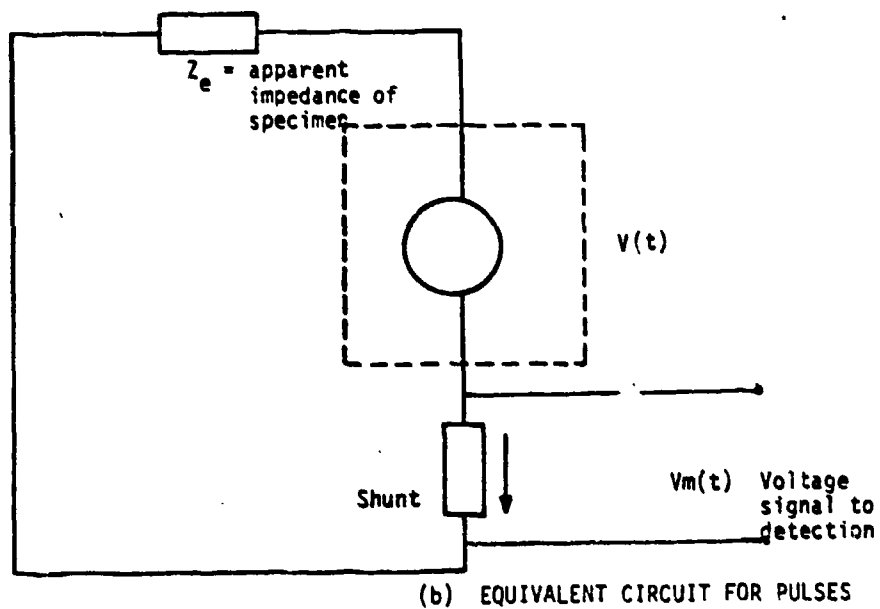 Z_e = apparent
impedance of
specimen
V(t)
Shunt
Vm(t) Voltage
signal to
detection
(b) EQUIVALENT CIRCUIT FOR PULSES